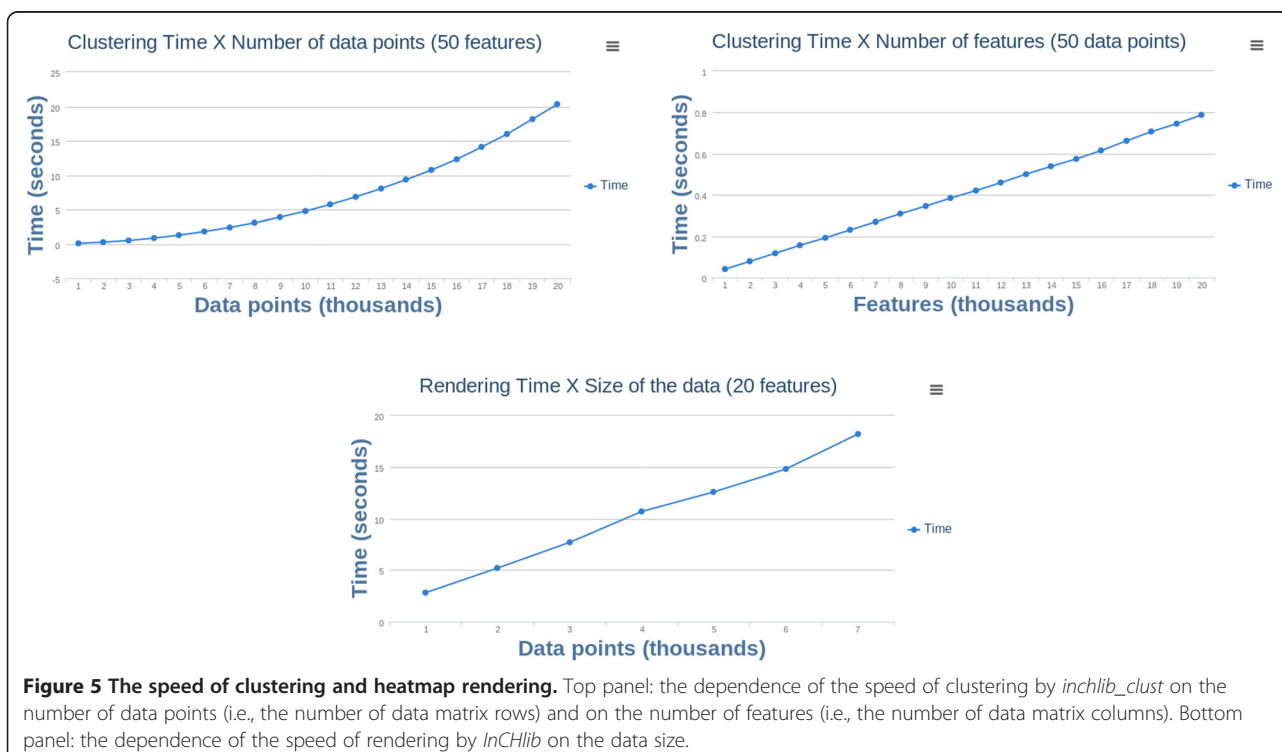 Clustering Time X Number of data points (50 features)
25
20
15
10
5
0
-5
Time (seconds)
1 2 3 4 5 6 7 8 9 10 11 12 13 14 15 16 17 18 19 20
Data points (thousands)
Time
Clustering Time X Number of features (50 data points)
1
0.8
0.6
0.4
0.2
0
Time (seconds)
1 2 3 4 5 6 7 8 9 10 11 12 13 14 15 16 17 18 19 20
Features (thousands)
Time
Rendering Time X Size of the data (20 features)
20
15
10
5
0
Time (seconds)
1 2 3 4 5 6 7
Data points (thousands)
Time
Figure 5 The speed of clustering and heatmap rendering. Top panel: the dependence of the speed of clustering by inchlib_clust on the
number of data points (i.e., the number of data matrix rows) and on the number of features (i.e., the number of data matrix columns). Bottom
panel: the dependence of the speed of rendering by InCHlib on the data size.